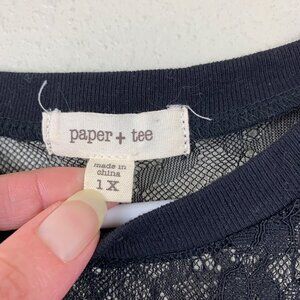 paper + tee
made in
china
1X